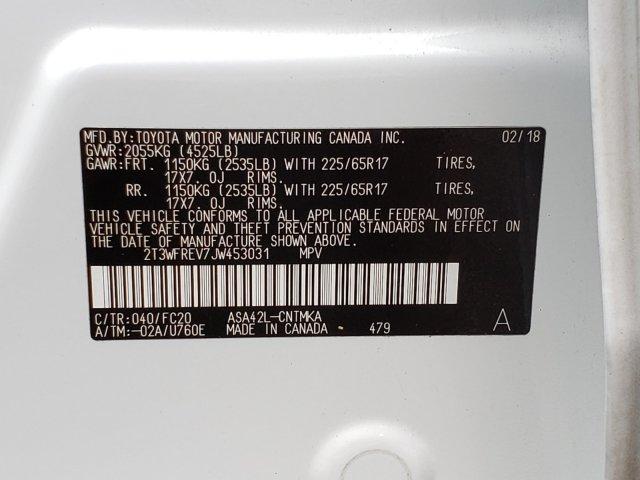 MFD.BY:TOYOTA MOTOR MANUFACTURING CANADA INC. 02/18
GVWR:2055KG (4525LB)
GAWR:FRT. 1150KG (2535LB) WITH 225/65R17 TIRES,
17X7.0J RIMS.
RR. 1150KG (2535LB) WITH 225/65R17 TIRES,
17X7.0J RIMS.
THIS VEHICLE CONFORMS TO ALL APPLICABLE FEDERAL MOTOR
VEHICLE SAFETY AND THEFT PREVENTION STANDARDS IN EFFECT ON
THE DATE OF MANUFACTURE SHOWN ABOVE.
2T3WFREV7JW453031 MPV
C/TR:040/FC20 ASA42L-CNTMKA
A/TM:-02A/U760E MADE IN CANADA 479 A